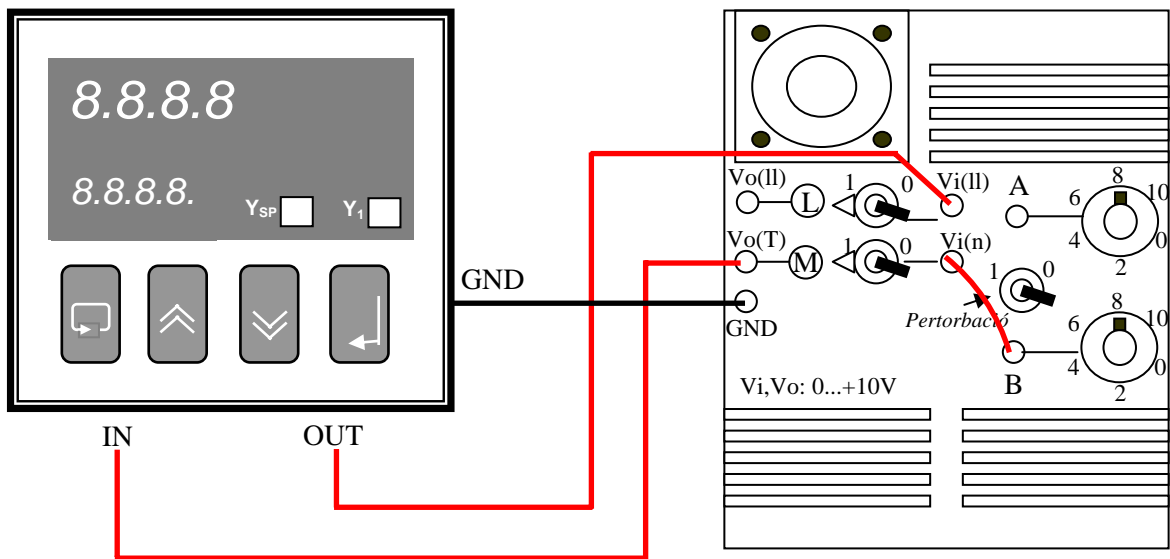 8.8.8.8
8.8.8.8.
YSP Y1
GND
IN OUT
Vo(ll) L 1 0 Vi(ll) A
8
6 10
4 0
2
Vo(T) M 1 0 Vi(n)
1 0
GND
Pertorbació
8
6 10
4 0
2
B
Vi,Vo: 0...+10V